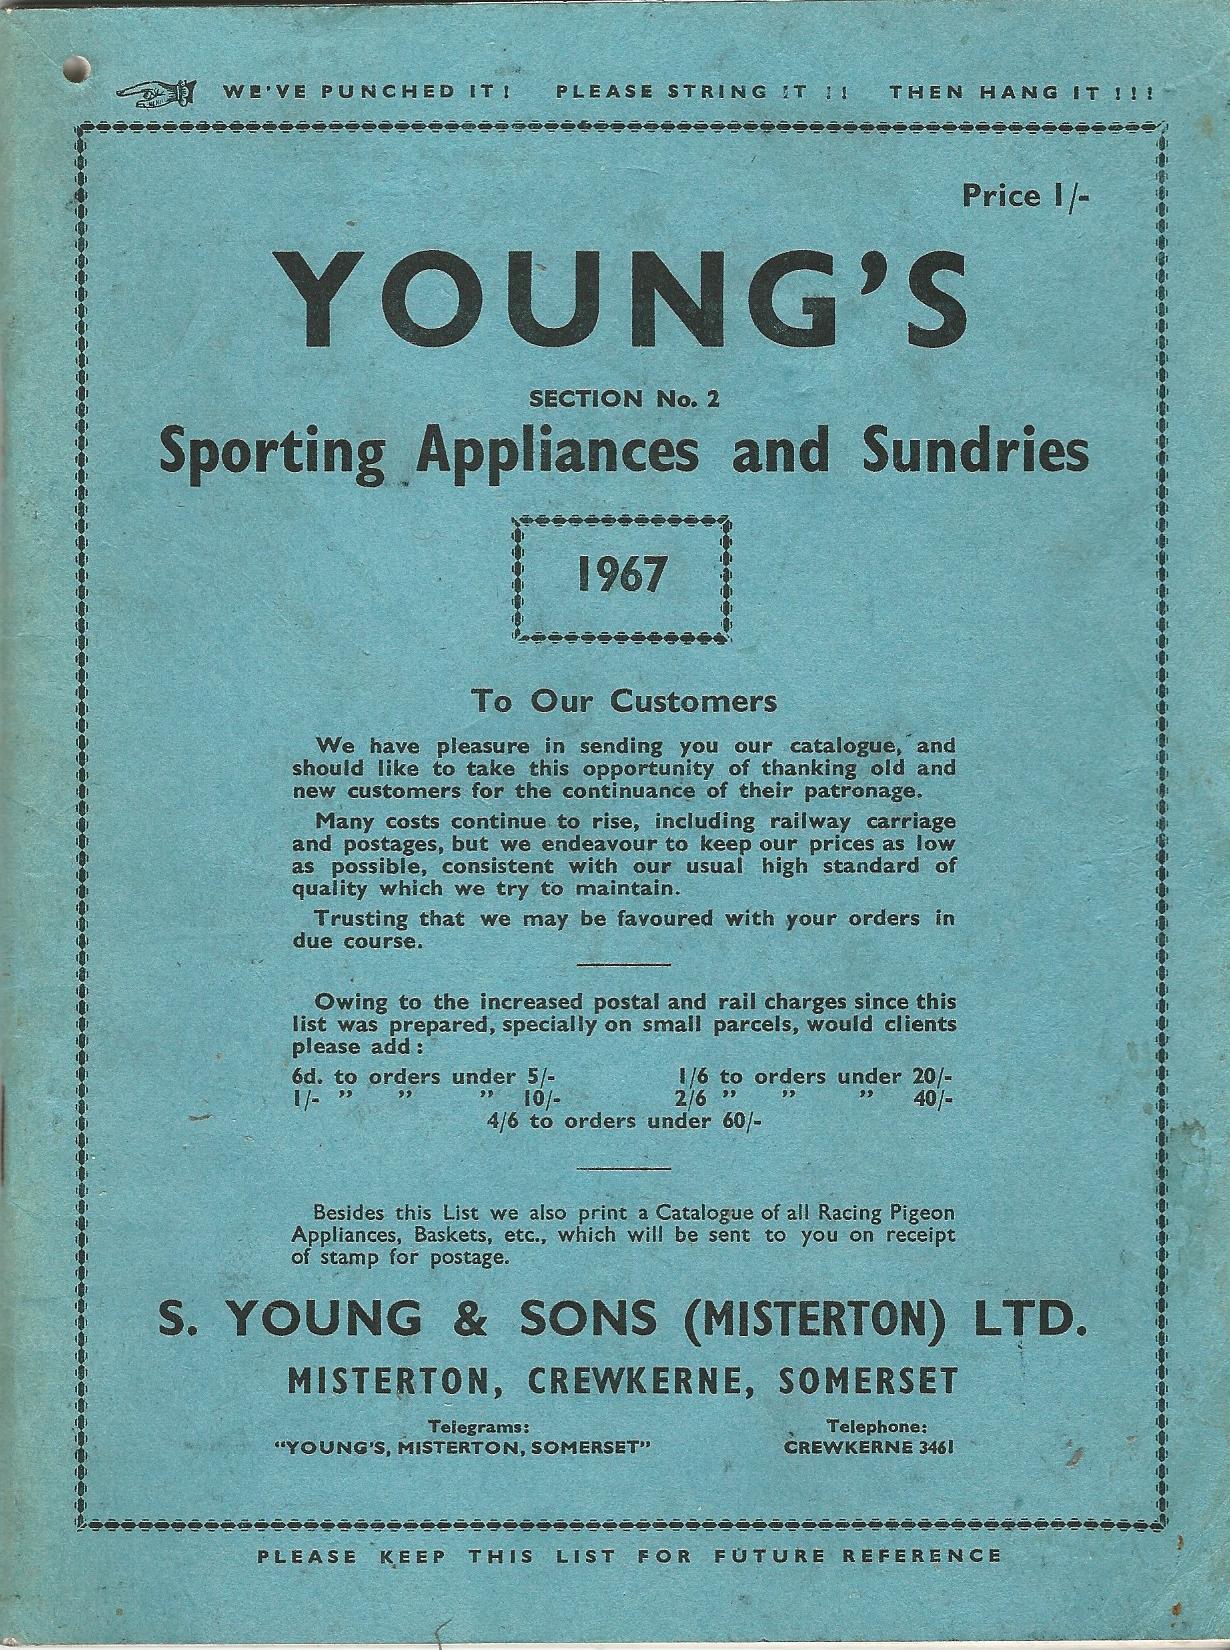 WE'VE PUNCHED IT! PLEASE STRING IT !! THEN HANG IT !!!
Price 1/-
YOUNG'S
SECTION No. 2
Sporting Appliances and Sundries
1967
To Our Customers
We have pleasure in sending you our catalogue, and
should like to take this opportunity of thanking old and
new customers for the continuance of their patronage.
Many costs continue to rise, including railway carriage
and postages, but we endeavour to keep our prices as low
as possible, consistent with our usual high standard of
quality which we try to maintain.
Trusting that we may be favoured with your orders in
due course.
Owing to the increased postal and rail charges since this
list was prepared, specially on small parcels, would clients
please add :
6d. to orders under 5/- 1/6 to orders under 20/-
1/- " " " 10/- 2/6 " " " 40/-
4/6 to orders under 60/-
Besides this List we also print a Catalogue of all Racing Pigeon
Appliances, Baskets, etc., which will be sent to you on receipt
of stamp for postage.
S. YOUNG & SONS (MISTERTON) LTD.
MISTERTON, CREWKERNE, SOMERSET
Telegrams: Telephone:
"YOUNG'S, MISTERTON, SOMERSET" CREWKERNE 3461
PLEASE KEEP THIS LIST FOR FUTURE REFERENCE